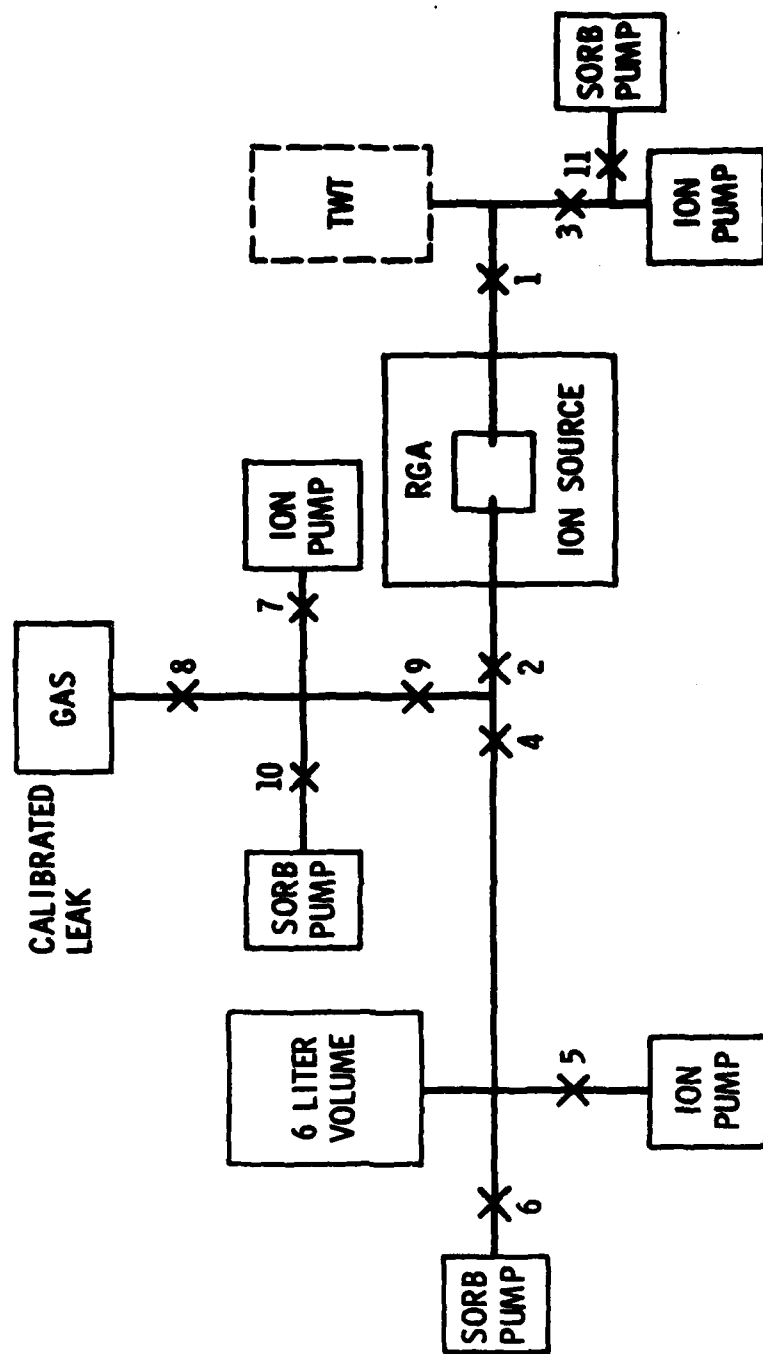 CALIBRATED
LEAK
GAS
8
SORB
PUMP
10
7
ION
PUMP
9
6 LITER
VOLUME
TWT
SORB
PUMP
6
5
ION
PUMP
4
2
RGA
ION SOURCE
1
3
11
SORB
PUMP
ION
PUMP